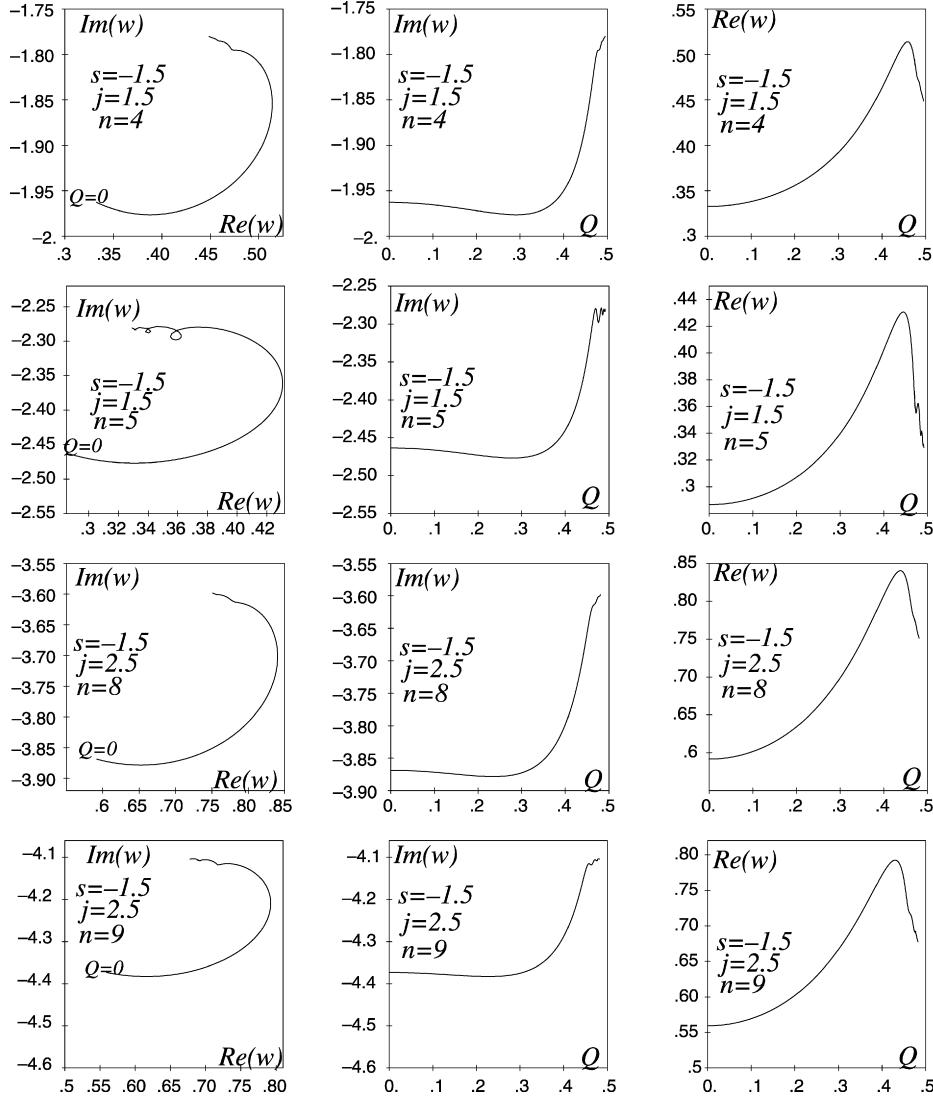 −1.75
Im(w)
−1.80
s=−1.5
−1.85
j=1.5
n=4
−1.90
−1.95
Q=0
Re(w)
−2.
.3 .35 .40 .45 .50
−1.75
Im(w)
−1.80
s=−1.5
−1.85
j=1.5
n=4
−1.90
−1.95
Q
−2.
0. .1 .2 .3 .4 .5
.55
Re(w)
.50
s=−1.5
.45
j=1.5
n=4
.40
.35
Q
.3
0. .1 .2 .3 .4 .5
−2.25
Im(w)
−2.30
−2.35
s=−1.5
j=1.5
−2.40
n=5
−2.45
Q=0
−2.50
Re(w)
−2.55
.3 .32 .34 .36 .38 .40 .42
−2.25
Im(w)
−2.30
−2.35
s=−1.5
−2.40
j=1.5
n=5
−2.45
−2.50
Q
−2.55
0. .1 .2 .3 .4 .5
.44
Re(w)
.42
.40
.38
s=−1.5
.36
j=1.5
.34
n=5
.32
.3
Q
0. .1 .2 .3 .4 .5
−3.55
Im(w)
−3.60
−3.65
s=−1.5
−3.70
j=2.5
n=8
−3.75
−3.80
−3.85
Q=0
Re(w)
−3.90
.6 .65 .70 .75 .80 .85
−3.55
Im(w)
−3.60
−3.65
s=−1.5
−3.70
j=2.5
n=8
−3.75
−3.80
−3.85
Q
−3.90
0. .1 .2 .3 .4 .5
.85
Re(w)
.80
.75
s=−1.5
j=2.5
.70
n=8
.65
.6
Q
0. .1 .2 .3 .4 .5
−4.1
Im(w)
s=−1.5
−4.2
j=2.5
n=9
−4.3
Q=0
−4.4
−4.5
Re(w)
−4.6
.5 .55 .60 .65 .70 .75 .80
−4.1
Im(w)
s=−1.5
−4.2
j=2.5
n=9
−4.3
−4.4
−4.5
Q
−4.6
0. .1 .2 .3 .4 .5
.80
Re(w)
.75
.70
s=−1.5
.65
j=2.5
n=9
.60
.55
Q
.5
0. .1 .2 .3 .4 .5